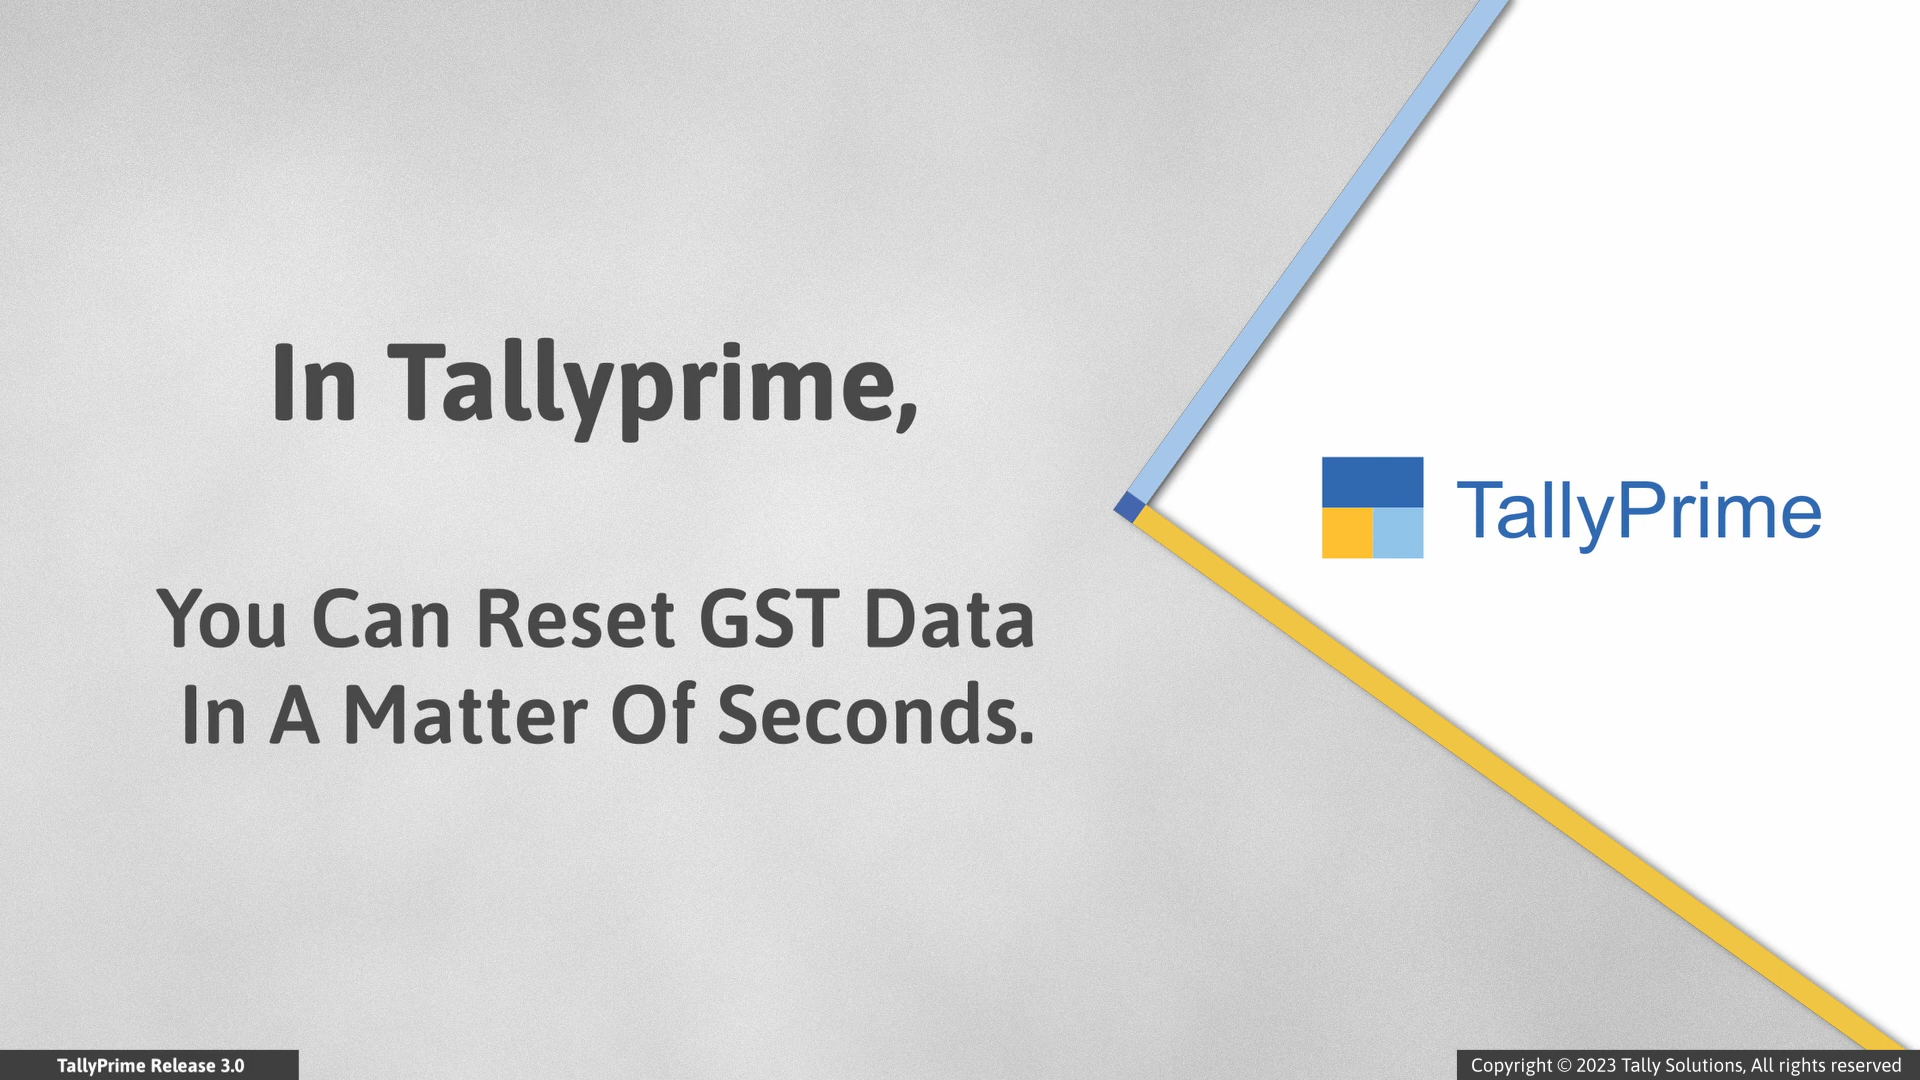 In Tallyprime,
You Can Reset GST Data
In A Matter Of Seconds.
TallyPrime
TallyPrime Release 3.0
Copyright © 2023 Tally Solutions, All rights reserved